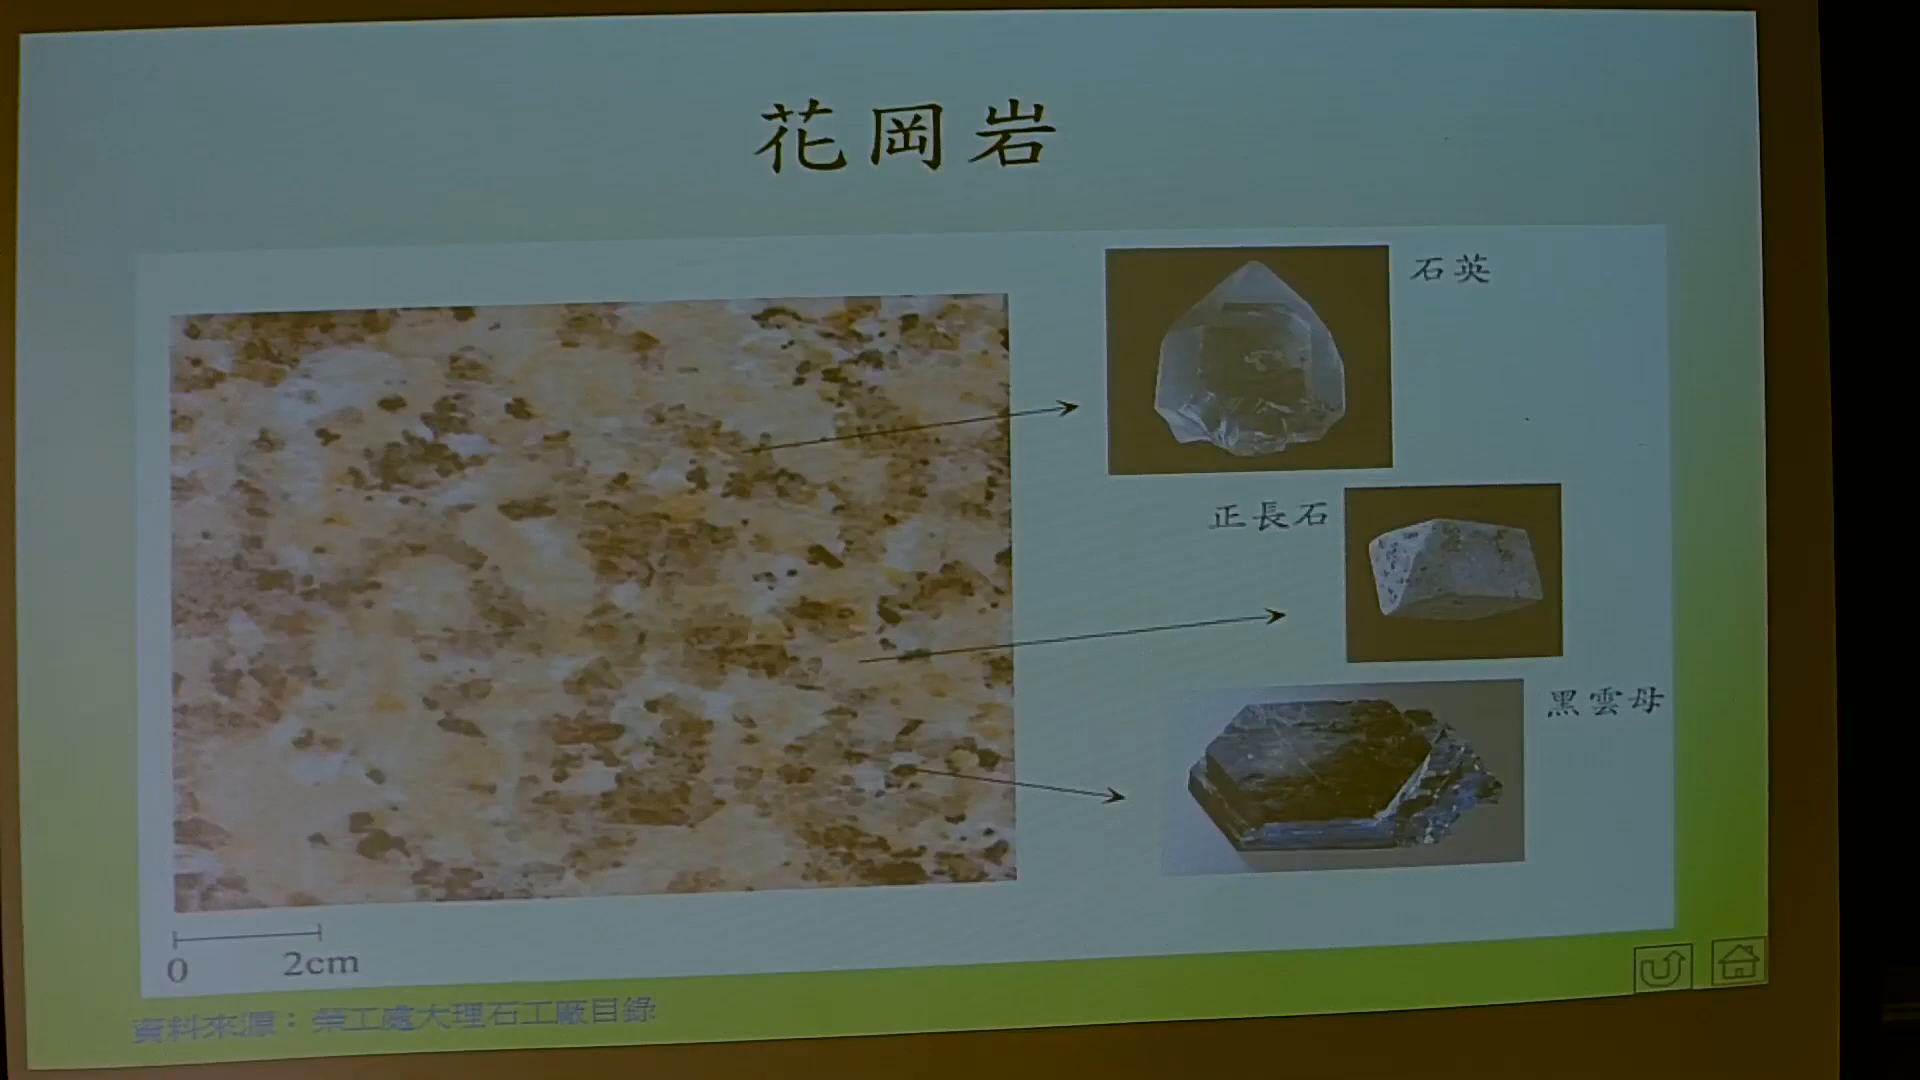 花岡岩
石英
正長石
黑雲母
0 2cm
資料來源：榮工處大理石工廠目錄